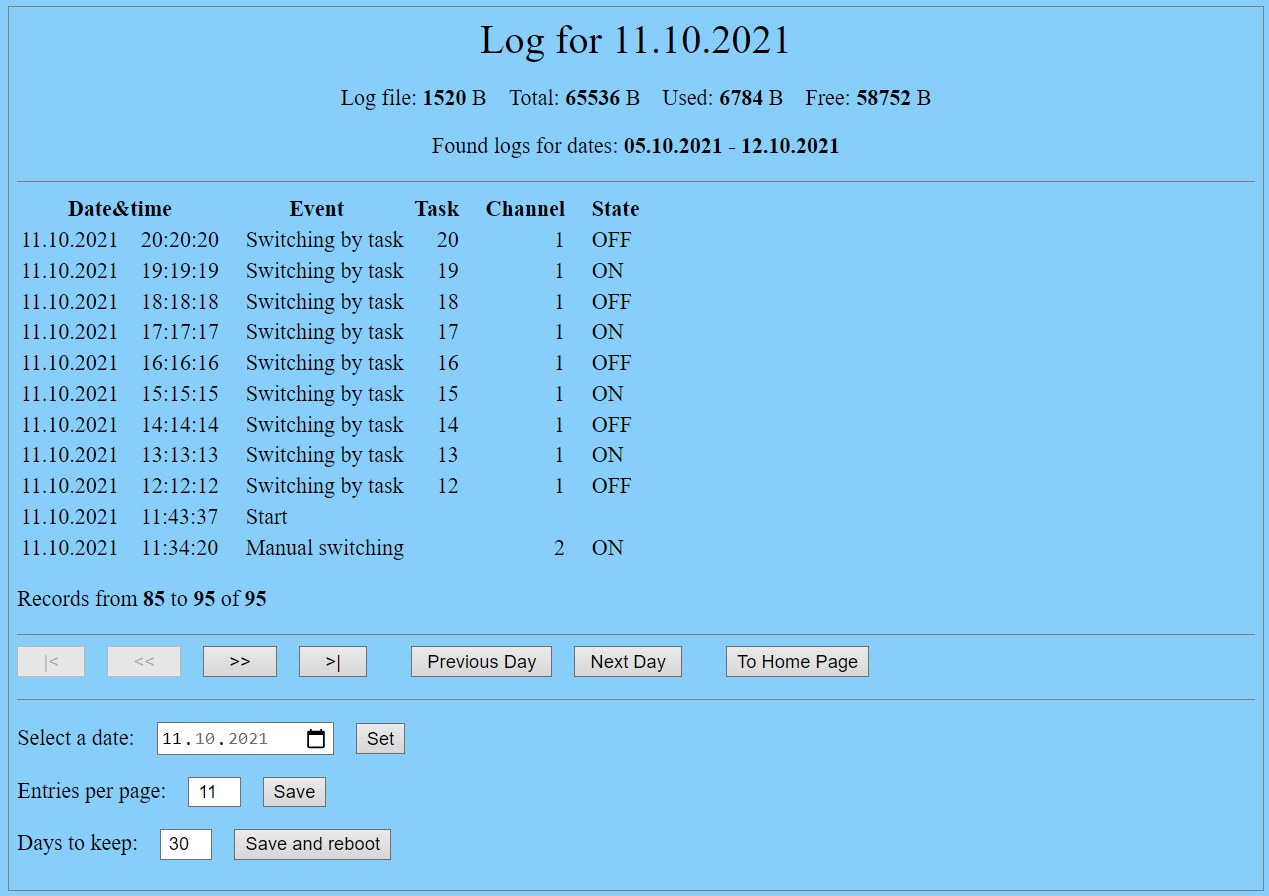 Log for 11.10.2021
Log file: 1520 B Total: 65536 B Used: 6784 B Free: 58752 B
Found logs for dates: 05.10.2021 - 12.10.2021
Date&time Event Task Channel State
11.10.2021 20:20:20 Switching by task 20 1 OFF
11.10.2021 19:19:19 Switching by task 19 1 ON
11.10.2021 18:18:18 Switching by task 18 1 OFF
11.10.2021 17:17:17 Switching by task 17 1 ON
11.10.2021 16:16:16 Switching by task 16 1 OFF
11.10.2021 15:15:15 Switching by task 15 1 ON
11.10.2021 14:14:14 Switching by task 14 1 OFF
11.10.2021 13:13:13 Switching by task 13 1 ON
11.10.2021 12:12:12 Switching by task 12 1 OFF
11.10.2021 11:43:37 Start
11.10.2021 11:34:20 Manual switching 2 ON
Records from 85 to 95 of 95
|< << >> >| Previous Day Next Day To Home Page
Select a date: 11.10.2021 Set
Entries per page: 11 Save
Days to keep: 30 Save and reboot